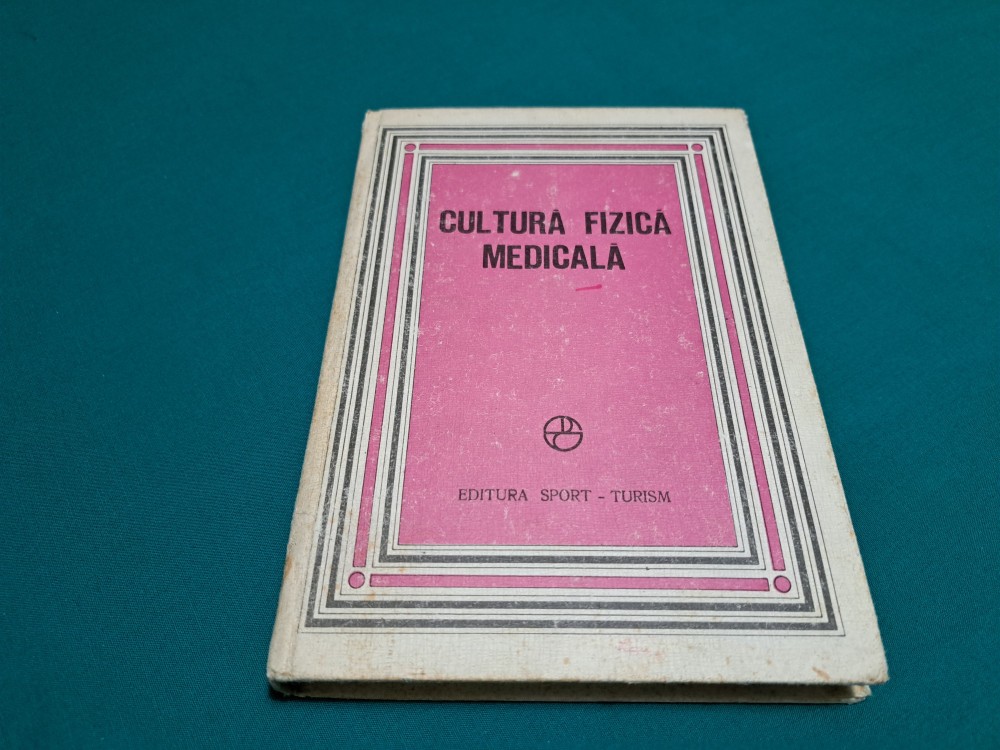 CULTURĂ FIZICĂ
MEDICALĂ
EDITURA SPORT - TURISM